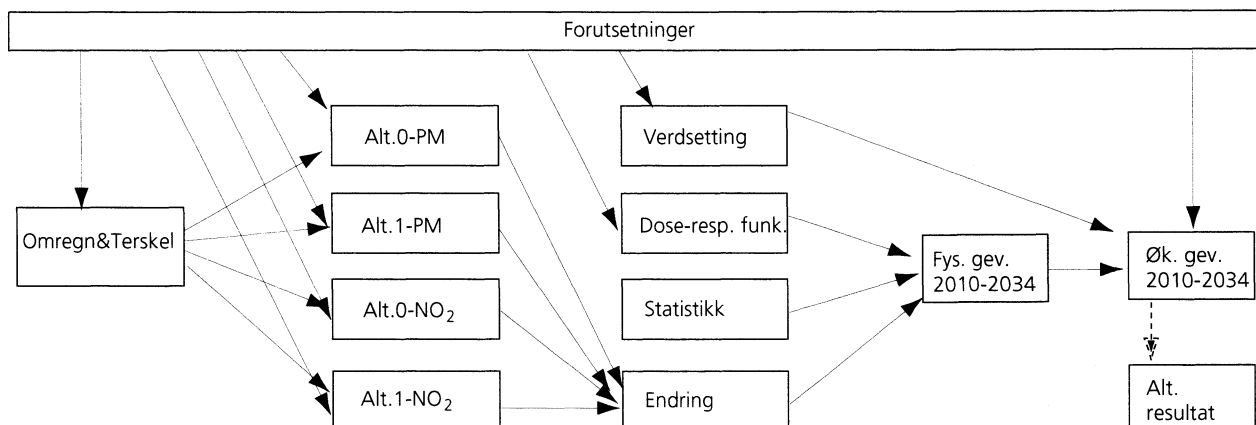 Forutsetninger
Alt.0-PM
Verdsetting
Omregn&Terskel
Alt.1-PM
Dose-resp. funk.
Fys. gev.
2010-2034
Øk. gev.
2010-2034
Alt.0-NO₂
Statistikk
Alt.1-NO₂
Endring
Alt.
resultat